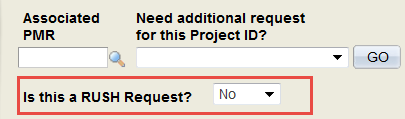 Associated
PMR
Need additional request
for this Project ID?
GO
Is this a RUSH Request? No